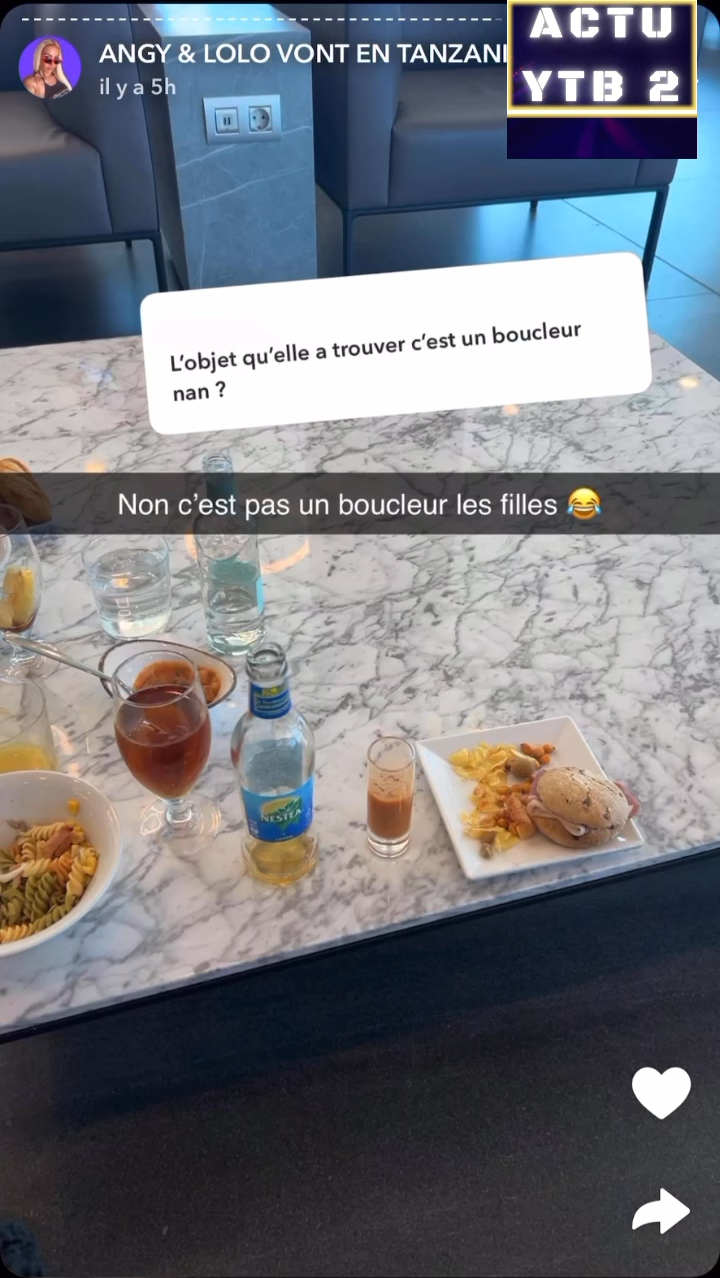 ANGY & LOLO VONT EN TANZANI
il y a 5h
ACTU
YTB 2
L'objet qu'elle a trouver c'est un boucleur
nan ?
Non c'est pas un boucleur les filles 😂
NESTEA